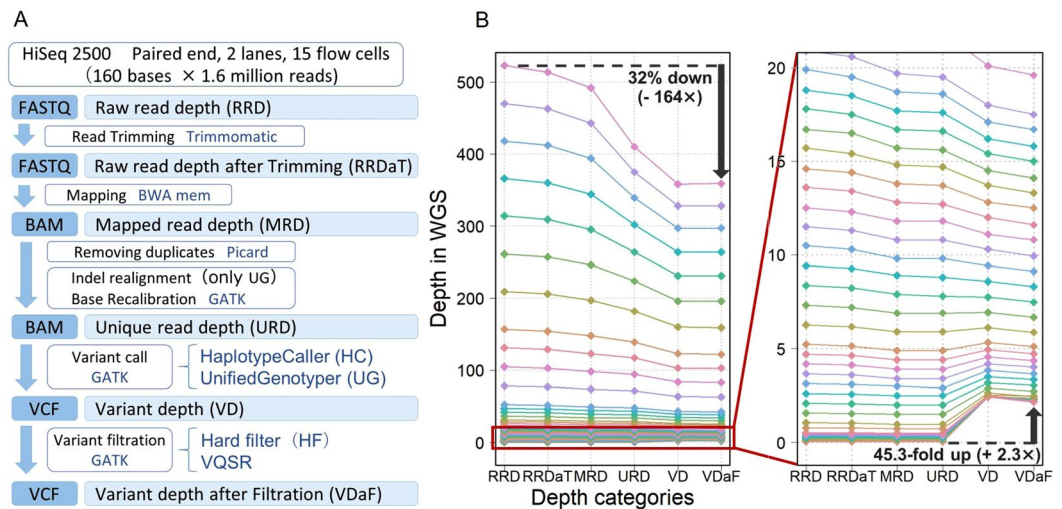 A
HiSeq 2500 Paired end, 2 lanes, 15 flow cells
(160 bases × 1.6 million reads)
FASTQ Raw read depth (RRD)
Read Trimming Trimmomatic
FASTQ Raw read depth after Trimming (RRDaT)
Mapping BWA mem
BAM Mapped read depth (MRD)
Removing duplicates Picard
Indel realignment (only UG)
Base Recalibration GATK
BAM Unique read depth (URD)
Variant call
GATK
HaplotypeCaller (HC)
UnifiedGenotyper (UG)
VCF Variant depth (VD)
Variant filtration
GATK
Hard filter (HF)
VQSR
VCF Variant depth after Filtration (VDaF)
B
Depth in WGS
500
400
300
200
100
0
32% down
(- 164×)
RRD RRDaT MRD URD VD VDaF
Depth categories
20
15
10
5
0
45.3-fold up (+ 2.3×)
RRD RRDaT MRD URD VD VDaF